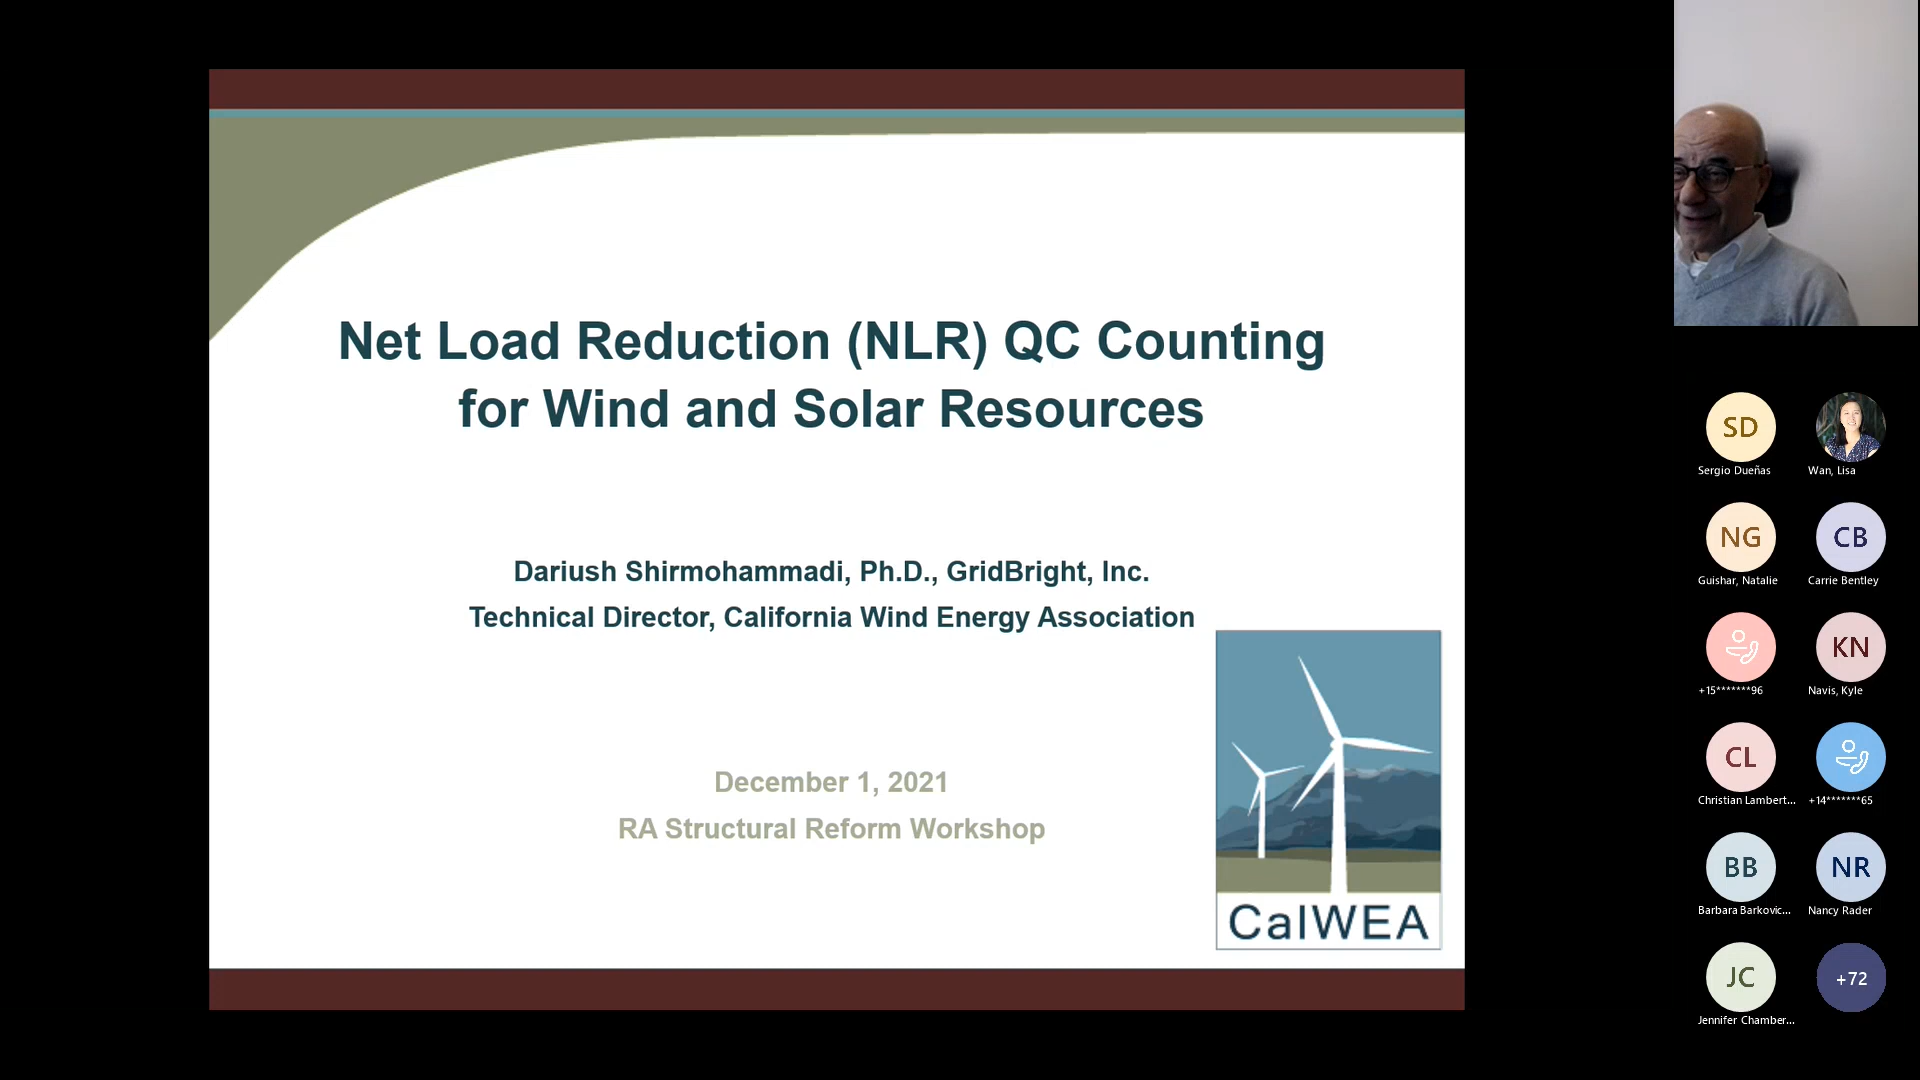 Net Load Reduction (NLR) QC Counting
for Wind and Solar Resources
Dariush Shirmohammadi, Ph.D., GridBright, Inc.
Technical Director, California Wind Energy Association
December 1, 2021
RA Structural Reform Workshop
CalWEA
SD
Sergio Dueñas
Wan, Lisa
NG
Guishar, Natalie
CB
Carrie Bentley
+15*******96
KN
Navis, Kyle
CL
Christian Lambert...
+14*******65
BB
Barbara Barkovic...
NR
Nancy Rader
JC
Jennifer Chamber...
+72